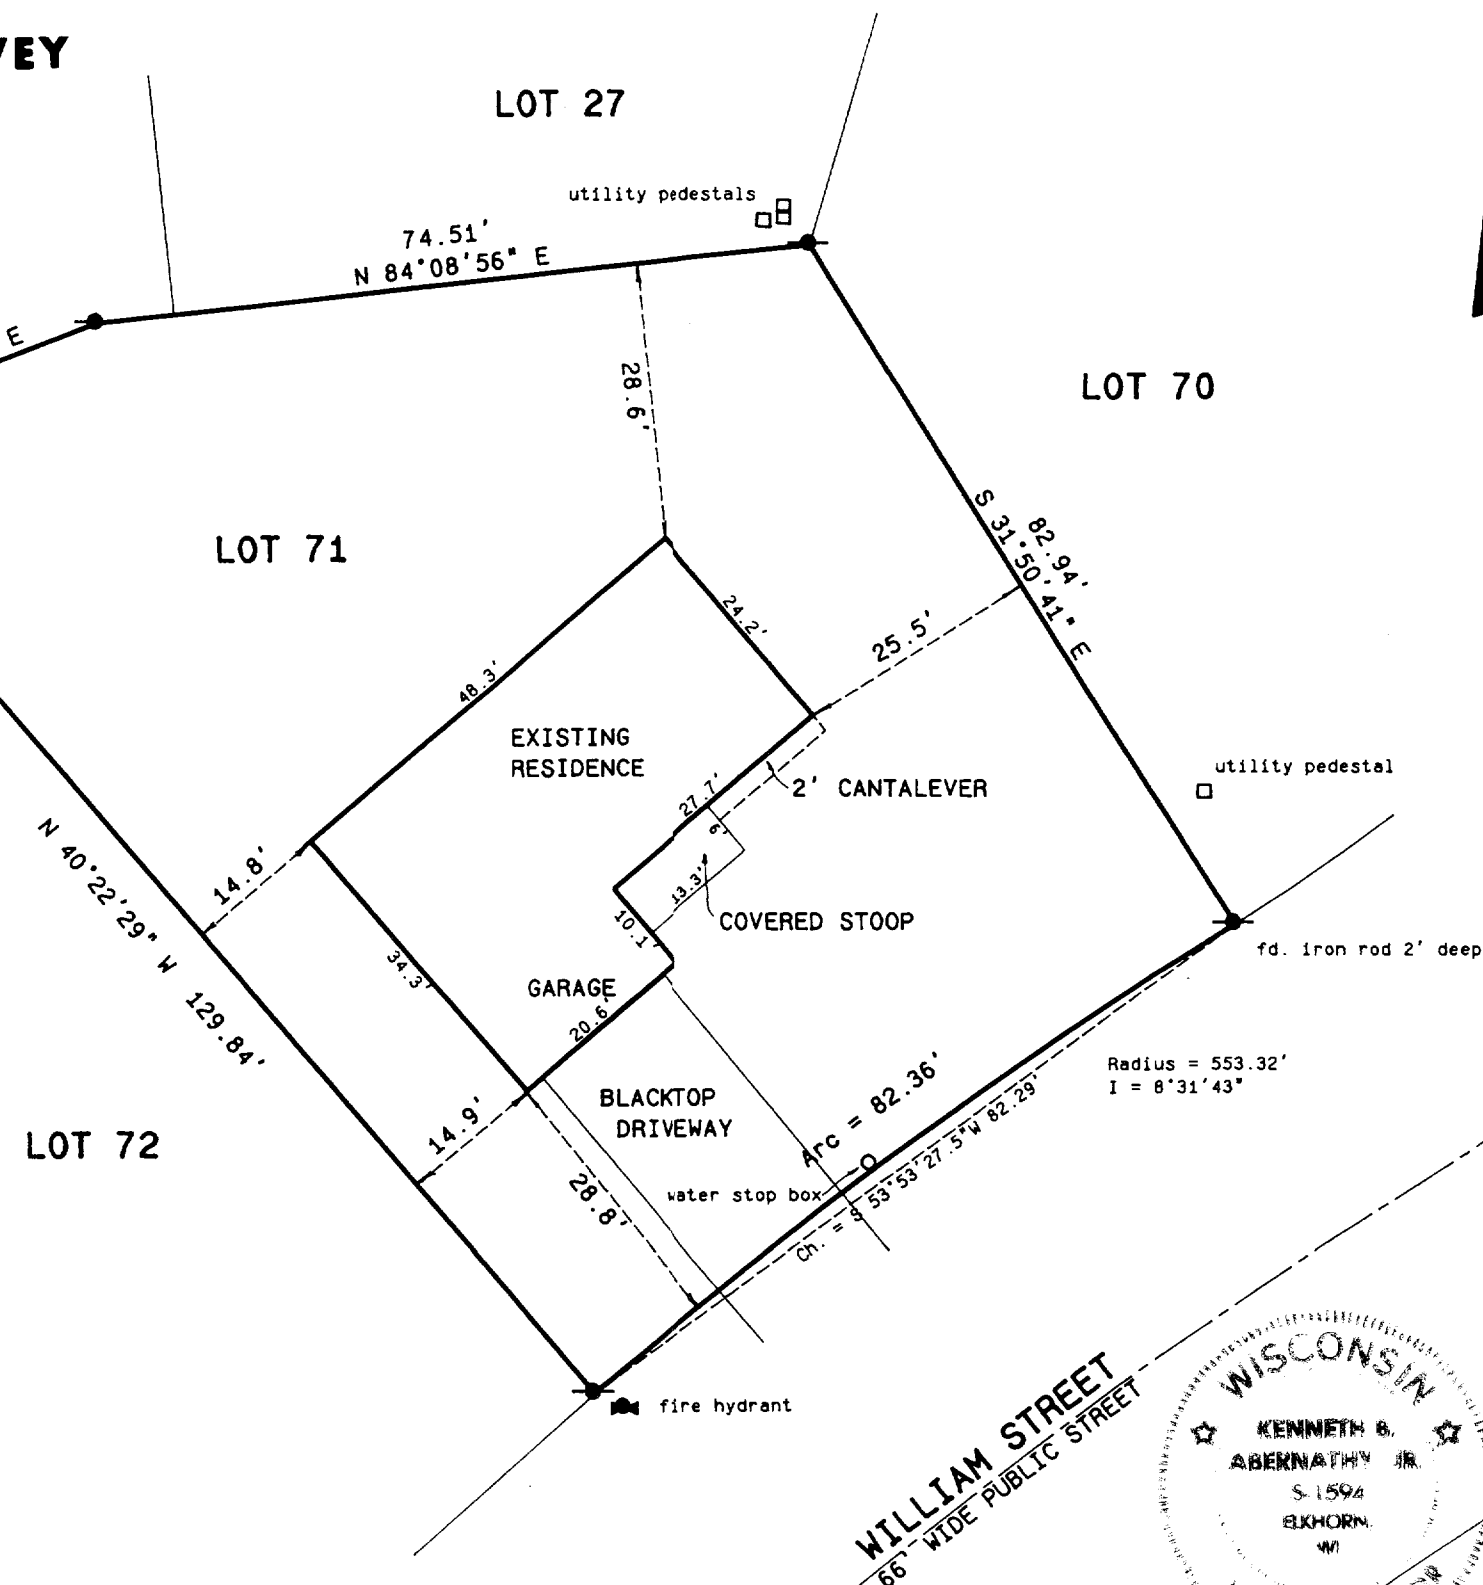 VEY
LOT 27
utility pedestals
74.51'
N 84°08'56" E
E
28.6'
LOT 70
S 31°50'41" E
82.94'
LOT 71
24.2'
25.5'
48.3'
EXISTING
RESIDENCE
27.7'
2' CANTALEVER
utility pedestal
6'
13.3'
14.8'
N 40°22'29" W 129.84'
10.1'
COVERED STOOP
34.3'
GARAGE
20.6'
fd. iron rod 2' deep
Radius = 553.32'
I = 8°31'43"
BLACKTOP
DRIVEWAY
14.9'
LOT 72
Arc = 82.36'
28.8'
water stop box
Ch. = S 53°53'27.5"W 82.29'
fire hydrant
WILLIAM STREET
66' WIDE PUBLIC STREET
WISCONSIN
KENNETH B.
ABERNATHY JR.
S-1594
ELKHORN.
WI